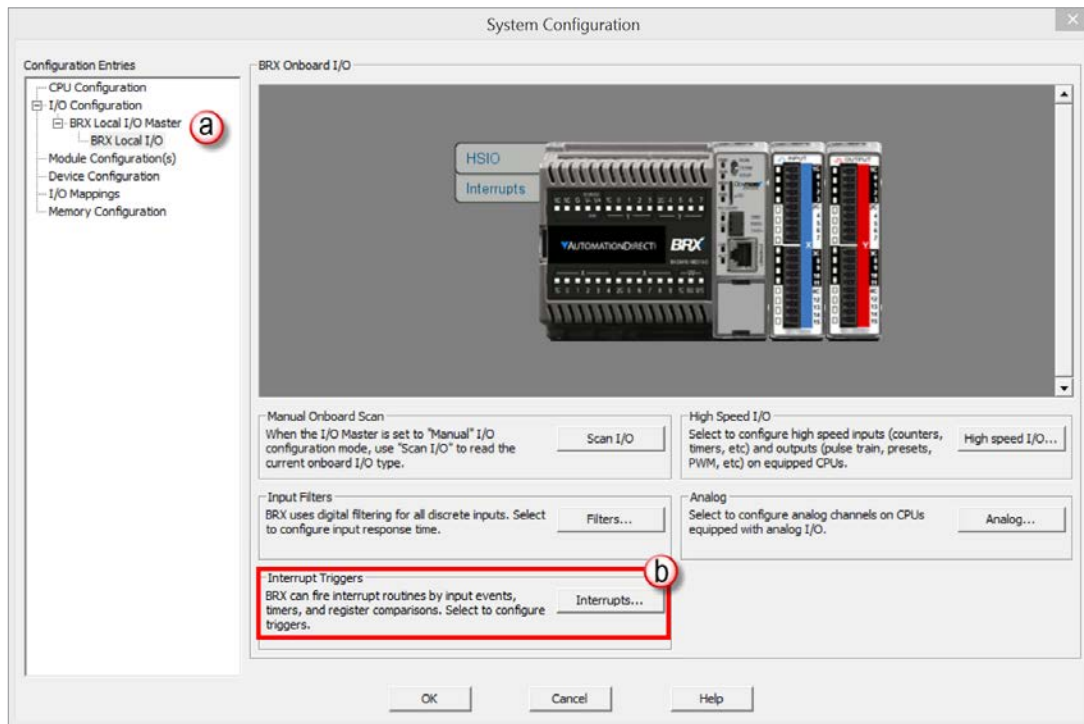 System Configuration
Configuration Entries
CPU Configuration
I/O Configuration
BRX Local I/O Master
BRX Local I/O
Module Configuration(s)
Device Configuration
I/O Mappings
Memory Configuration
a
BRX Onboard I/O
HSIO
Interrupts
AUTOMATIONDIRECT
BRX
INPUT
OUTPUT
X
Y
Manual Onboard Scan
When the I/O Master is set to "Manual" I/O
configuration mode, use "Scan I/O" to read the
current onboard I/O type.
Scan I/O
High Speed I/O
Select to configure high speed inputs (counters,
timers, etc) and outputs (pulse train, presets,
PWM, etc) on equipped CPUs.
High speed I/O...
Input Filters
BRX uses digital filtering for all discrete inputs. Select
to configure input response time.
Filters...
Analog
Select to configure analog channels on CPUs
equipped with analog I/O.
Analog...
b
Interrupt Triggers
BRX can fire interrupt routines by input events,
timers, and register comparisons. Select to configure
triggers.
Interrupts...
OK
Cancel
Help